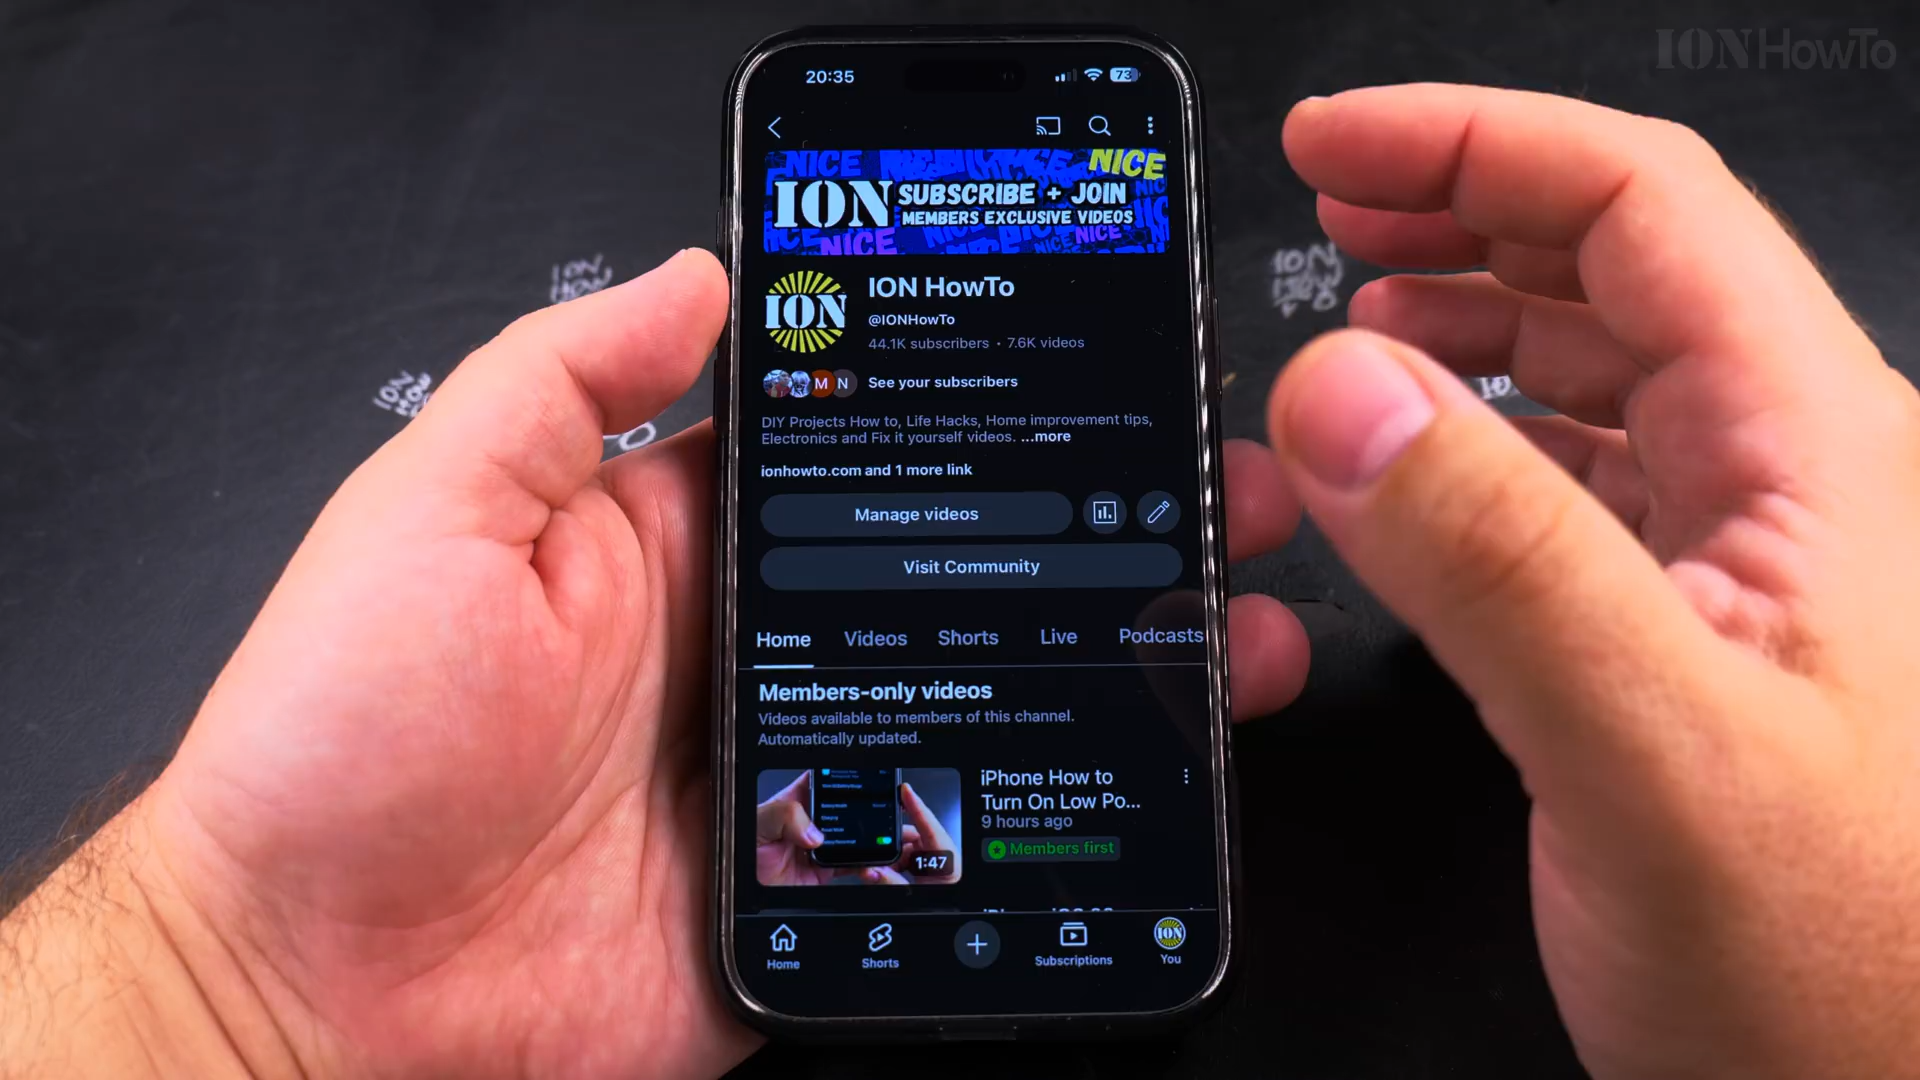 ION HowTo
20:35
73
NICE
NICE
ION SUBSCRIBE + JOIN
MEMBERS EXCLUSIVE VIDEOS
NICE
NICE
NICE
ION
ION HowTo
@IONHowTo
44.1K subscribers • 7.6K videos
M N See your subscribers
DIY Projects How to, Life Hacks, Home improvement tips,
Electronics and Fix it yourself videos. ...more
ionhowto.com and 1 more link
Manage videos
Visit Community
Home Videos Shorts Live Podcasts
Members-only videos
Videos available to members of this channel.
Automatically updated.
iPhone How to
Turn On Low Po...
9 hours ago
Members first
1:47
Home Shorts Subscriptions You
ION